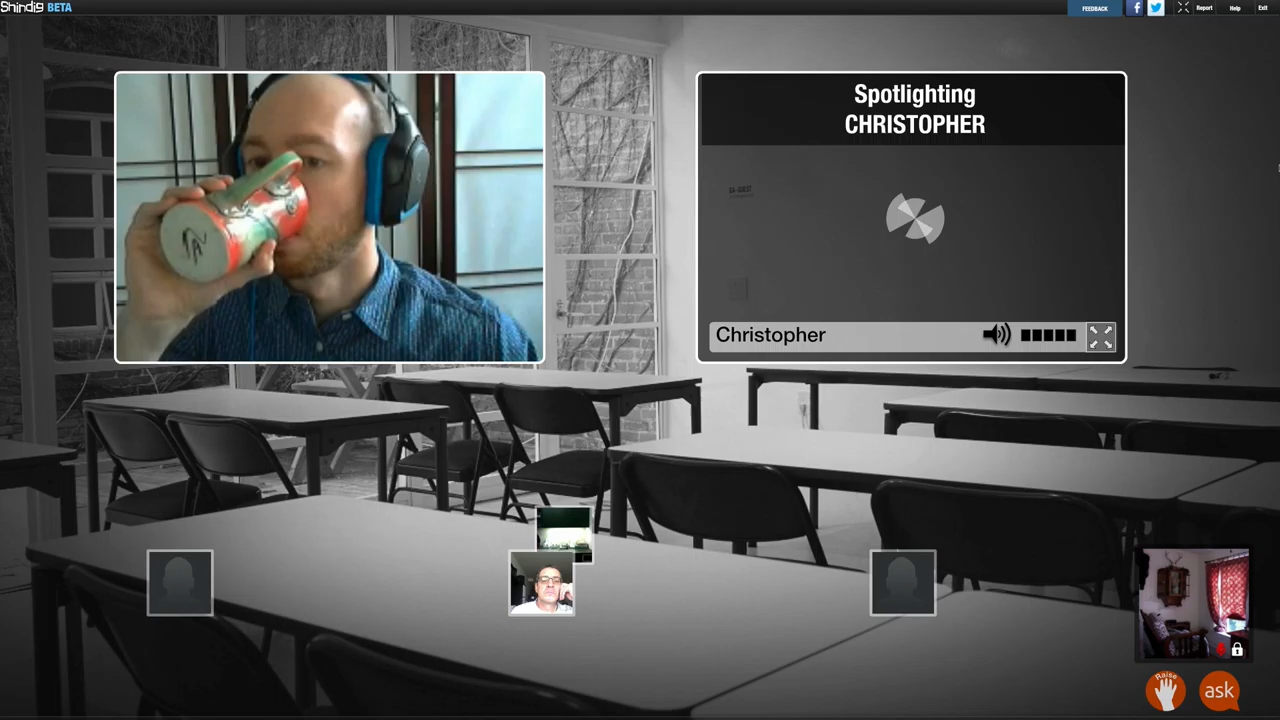 Shindig BETA
FEEDBACK
f
Report
Help
Exit
Spotlighting
CHRISTOPHER
Christopher
Raise
ask